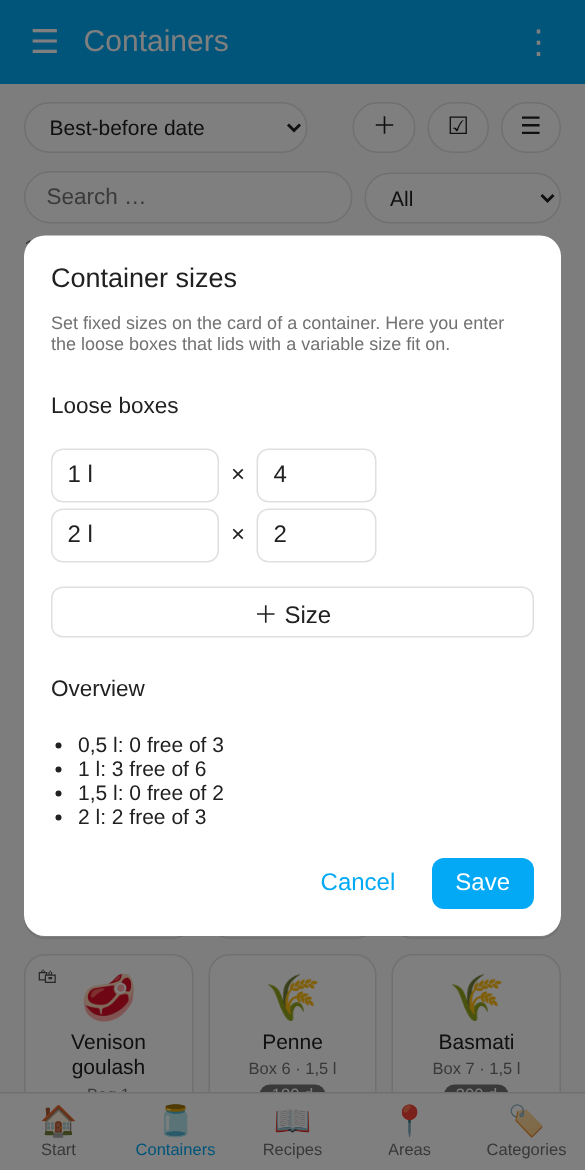 ☰ Containers ⋮
Best-before date
Search …
All
Container sizes
Set fixed sizes on the card of a container. Here you enter
the loose boxes that lids with a variable size fit on.
Loose boxes
1 l × 4
2 l × 2
+ Size
Overview
• 0,5 l: 0 free of 3
• 1 l: 3 free of 6
• 1,5 l: 0 free of 2
• 2 l: 2 free of 3
Cancel Save
Venison
goulash
Penne
Box 6 · 1,5 l
Basmati
Box 7 · 1,5 l
Start Containers Recipes Areas Categories